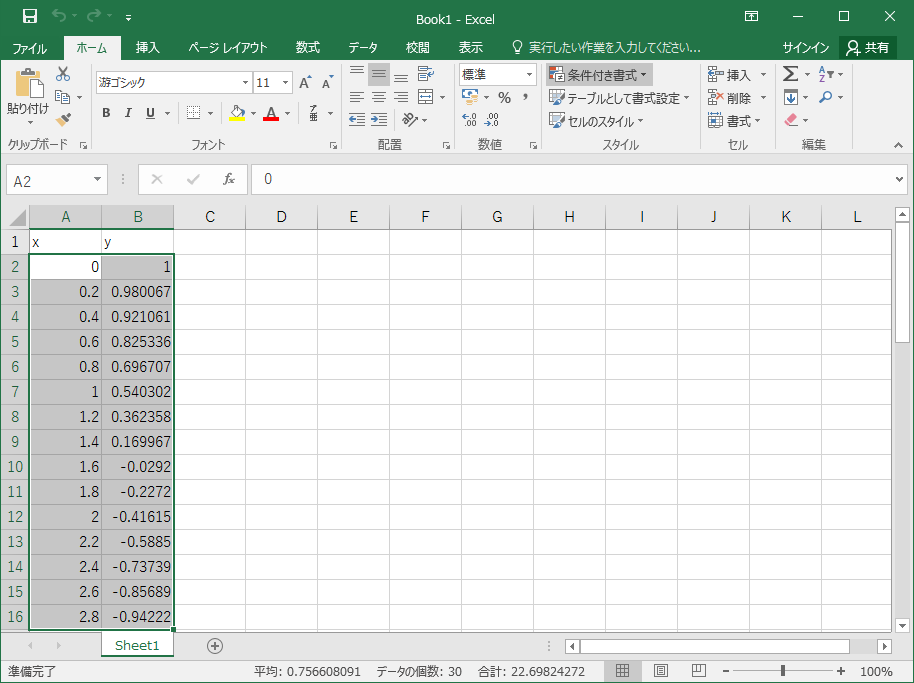 Book1 - Excel
ファイル ホーム 挿入 ページ レイアウト 数式 データ 校閲 表示 実行したい作業を入力してください... サインイン 共有
貼り付け
クリップボード
游ゴシック 11
B I U
フォント
配置
標準
% ,
数値
条件付き書式
テーブルとして書式設定
セルのスタイル
スタイル
挿入
削除
書式
セル
編集
A2 fx 0
A B C D E F G H I J K L
1 x y
2 0 1
3 0.2 0.980067
4 0.4 0.921061
5 0.6 0.825336
6 0.8 0.696707
7 1 0.540302
8 1.2 0.362358
9 1.4 0.169967
10 1.6 -0.0292
11 1.8 -0.2272
12 2 -0.41615
13 2.2 -0.5885
14 2.4 -0.73739
15 2.6 -0.85689
16 2.8 -0.94222
Sheet1
準備完了 平均: 0.756608091 データの個数: 30 合計: 22.69824272 100%